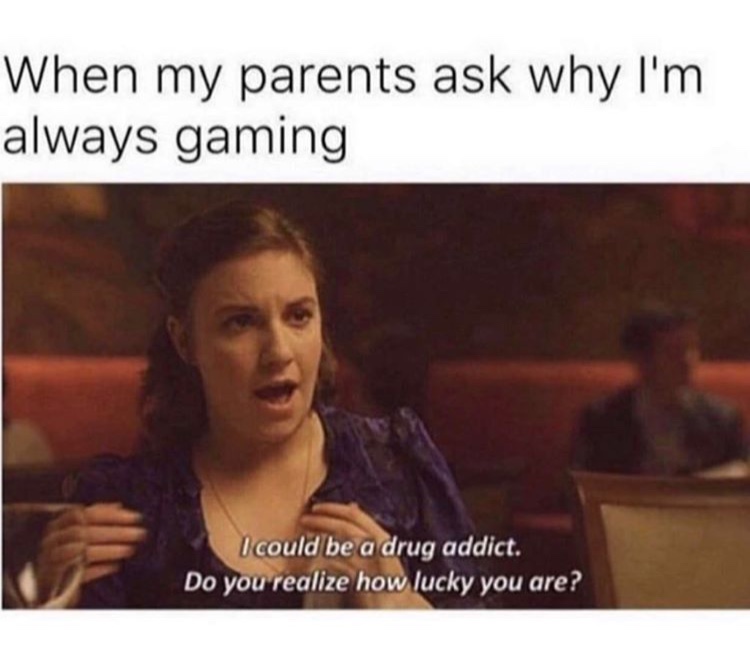 When my parents ask why I'm
always gaming
I could be a drug addict.
Do you realize how lucky you are?